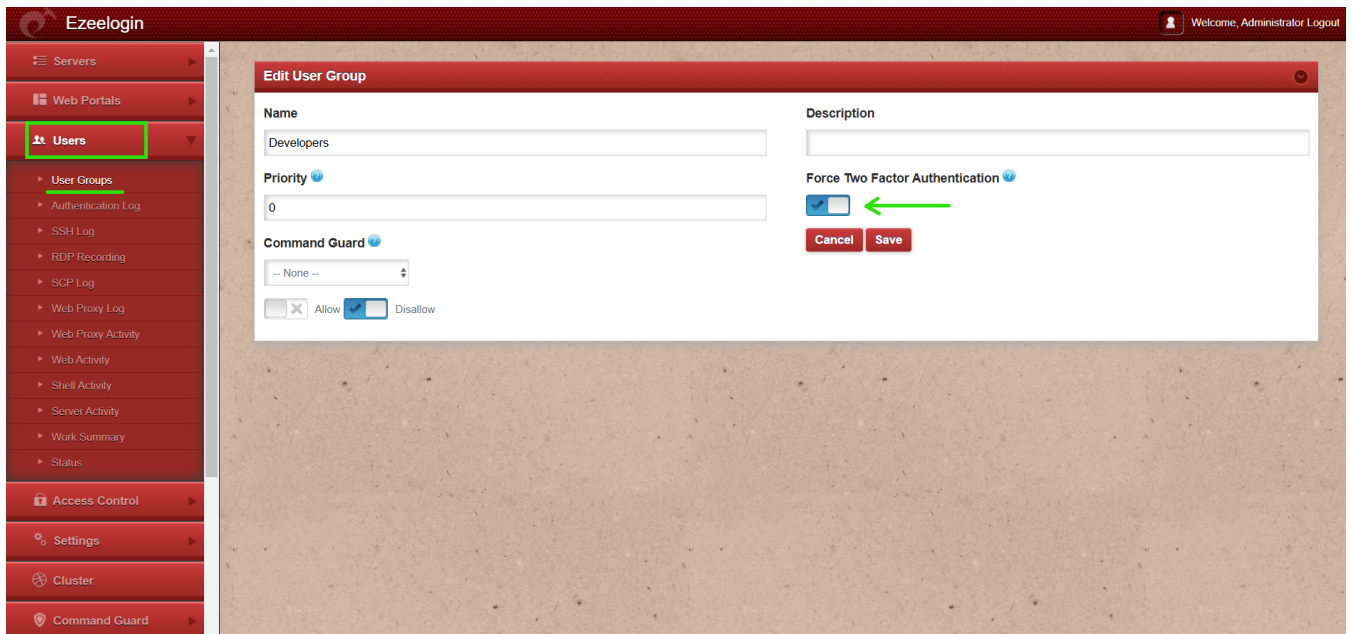 Ezeelogin
Welcome, Administrator Logout
Servers
Web Portals
Users
User Groups
Authentication Log
SSH Log
RDP Recording
SCP Log
Web Proxy Log
Web Proxy Activity
Web Activity
Shell Activity
Server Activity
Work Summary
Status
Access Control
Settings
Cluster
Command Guard
Edit User Group
Name
Developers
Description
Priority ?
0
Force Two Factor Authentication ?
Cancel Save
Command Guard ?
-- None --
Allow Disallow